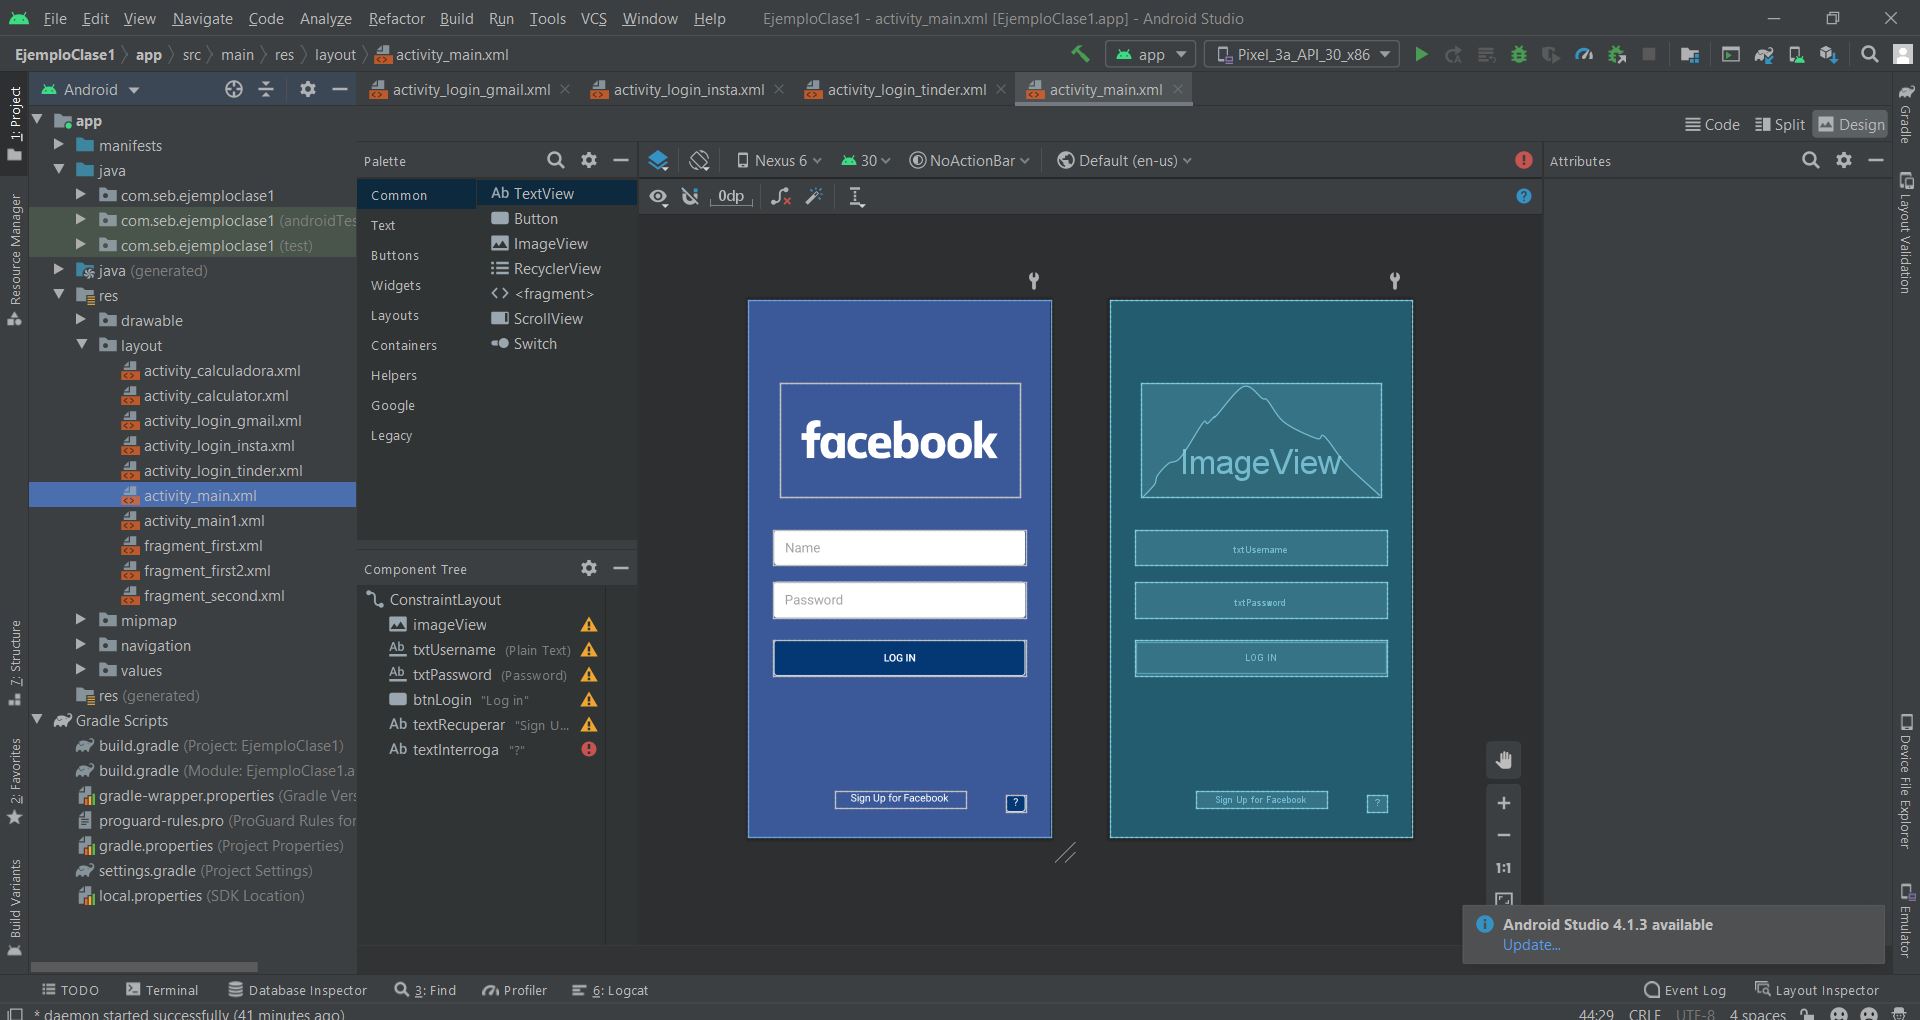 File Edit View Navigate Code Analyze Refactor Build Run Tools VCS Window Help EjemploClase1 - activity_main.xml [EjemploClase1.app] - Android Studio
EjemploClase1 app src main res layout activity_main.xml app Pixel_3a_API_30_x86
1: Project
Resource Manager
7: Structure
2: Favorites
Build Variants
Android
app
manifests
java
com.seb.ejemploclase1
com.seb.ejemploclase1 (androidTes
com.seb.ejemploclase1 (test)
java (generated)
res
drawable
layout
activity_calculadora.xml
activity_calculator.xml
activity_login_gmail.xml
activity_login_insta.xml
activity_login_tinder.xml
activity_main.xml
activity_main1.xml
fragment_first.xml
fragment_first2.xml
fragment_second.xml
mipmap
navigation
values
res (generated)
Gradle Scripts
build.gradle (Project: EjemploClase1)
build.gradle (Module: EjemploClase1.a
gradle-wrapper.properties (Gradle Vers
proguard-rules.pro (ProGuard Rules for
gradle.properties (Project Properties)
settings.gradle (Project Settings)
local.properties (SDK Location)
activity_login_gmail.xml activity_login_insta.xml activity_login_tinder.xml activity_main.xml
Code Split Design
Palette
Common
Text
Buttons
Widgets
Layouts
Containers
Helpers
Google
Legacy
Ab TextView
Button
ImageView
RecyclerView
<fragment>
ScrollView
Switch
Component Tree
ConstraintLayout
imageView
Ab txtUsername (Plain Text)
Ab txtPassword (Password)
btnLogin "Log in"
Ab textRecuperar "Sign U...
Ab textInterroga "?"
Nexus 6 30 NoActionBar Default (en-us)
0dp
facebook
Name
Password
LOG IN
Sign Up for Facebook ?
ImageView
txtUsername
txtPassword
LOG IN
Sign Up for Facebook ?
1:1
Attributes
Gradle
Layout Validation
Device File Explorer
Emulator
Android Studio 4.1.3 available
Update...
TODO Terminal Database Inspector 3: Find Profiler 6: Logcat Event Log Layout Inspector
* daemon started successfully (41 minutes ago) 44:29 CRLF UTF-8 4 spaces